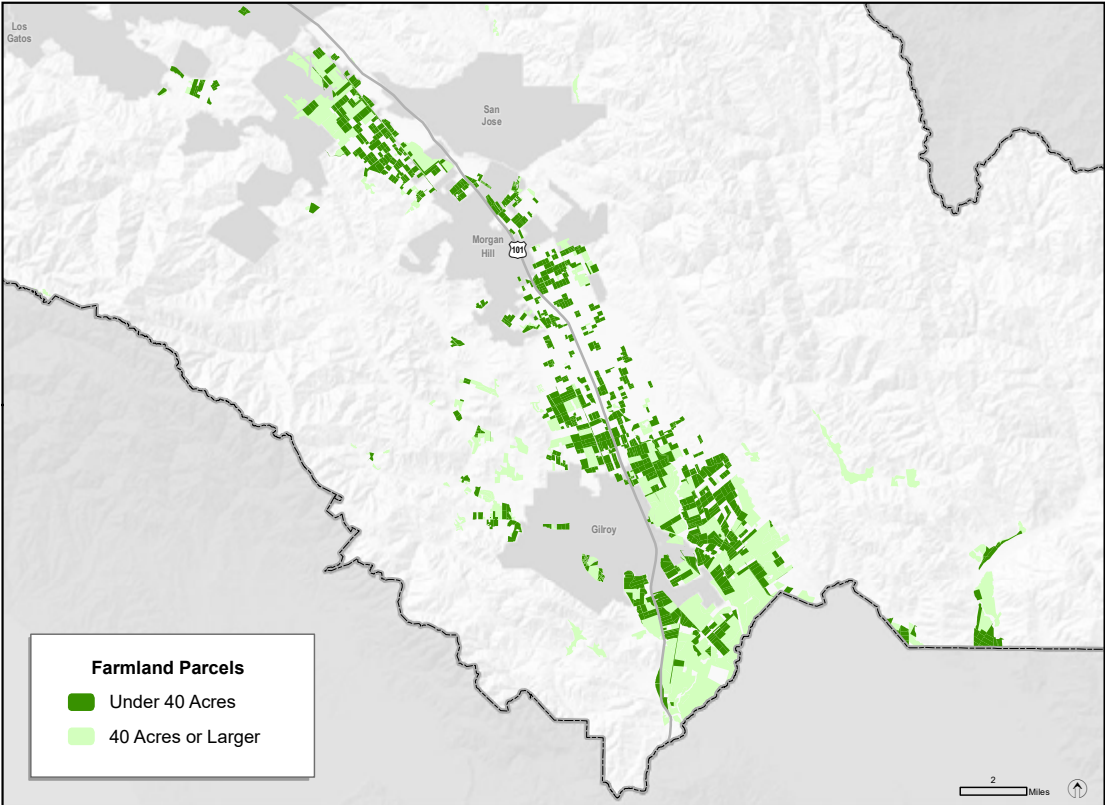 Los
Gatos
San
Jose
Morgan
Hill
101
Gilroy
Farmland Parcels
Under 40 Acres
40 Acres or Larger
2
Miles